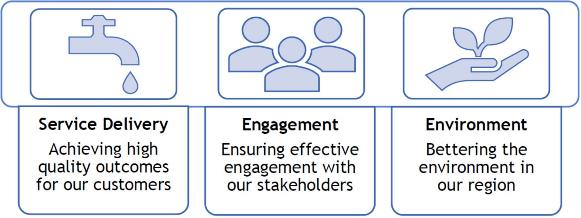 Service Delivery
Achieving high
quality outcomes
for our customers
Engagement
Ensuring effective
engagement with
our stakeholders
Environment
Bettering the
environment in
our region